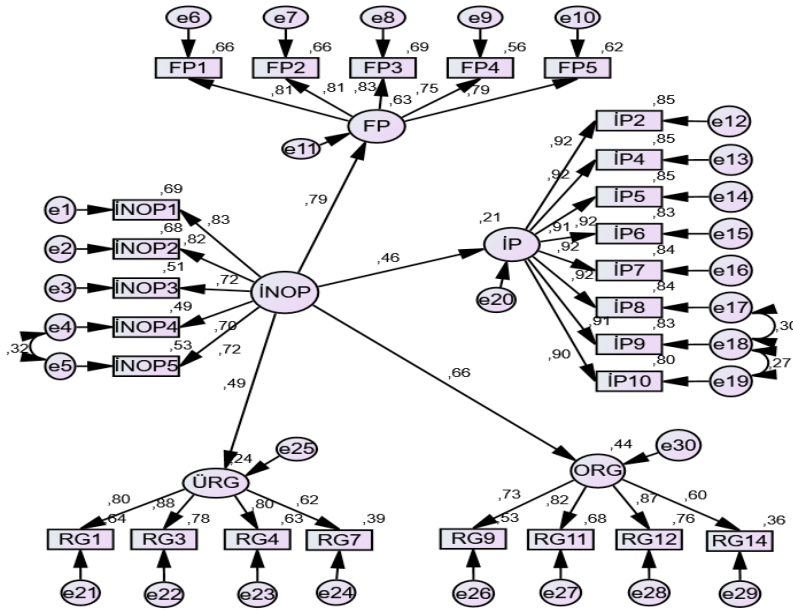 e6 e7 e8 e9 e10
,66 ,66 ,69 ,56 ,62
FP1 FP2 FP3 FP4 FP5
,81 ,81 ,83 ,75 ,79
,63
FP
e11
,79
,85
İP2 e12
,85
İP4 e13
,85
İP5 e14
,83
İP6 e15
,84
İP7 e16
,84
İP8 e17
,83
İP9 e18
,80
İP10 e19
,30
,27
,92
,92
,91 ,92
,92
,92
,91
,90
,21
İP
e20
,46
,69
e1 İNOP1
,68
e2 İNOP2
,51
e3 İNOP3
,49
e4 İNOP4
,53
e5 İNOP5
,32
,83
,82
,72
,70
,72
İNOP
,49
,66
,24
ÜRG
e25
,80 ,88 ,80 ,62
,64 ,78 ,63 ,39
RG1 RG3 RG4 RG7
e21 e22 e23 e24
,44
ORG
e30
,73 ,82 ,87 ,60
,53 ,68 ,76 ,36
RG9 RG11 RG12 RG14
e26 e27 e28 e29